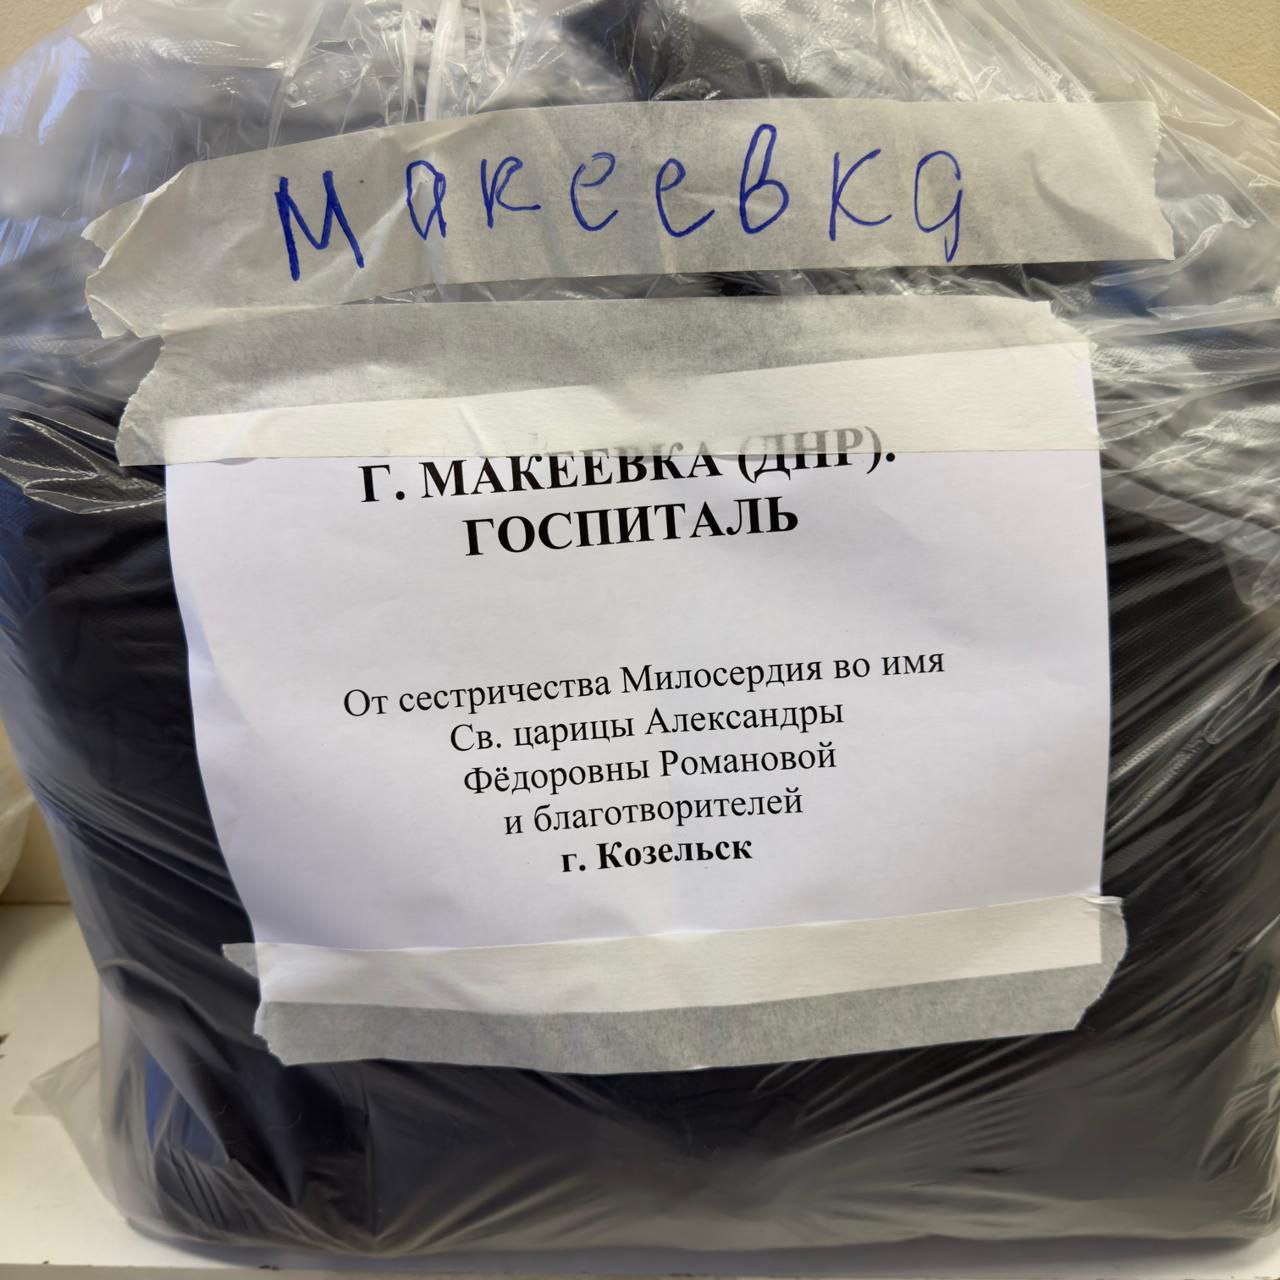 Макеевка
Г. МАКЕЕВКА (ДНР).
ГОСПИТАЛЬ
От сестричества Милосердия во имя
Св. царицы Александры
Фёдоровны Романовой
и благотворителей
г. Козельск